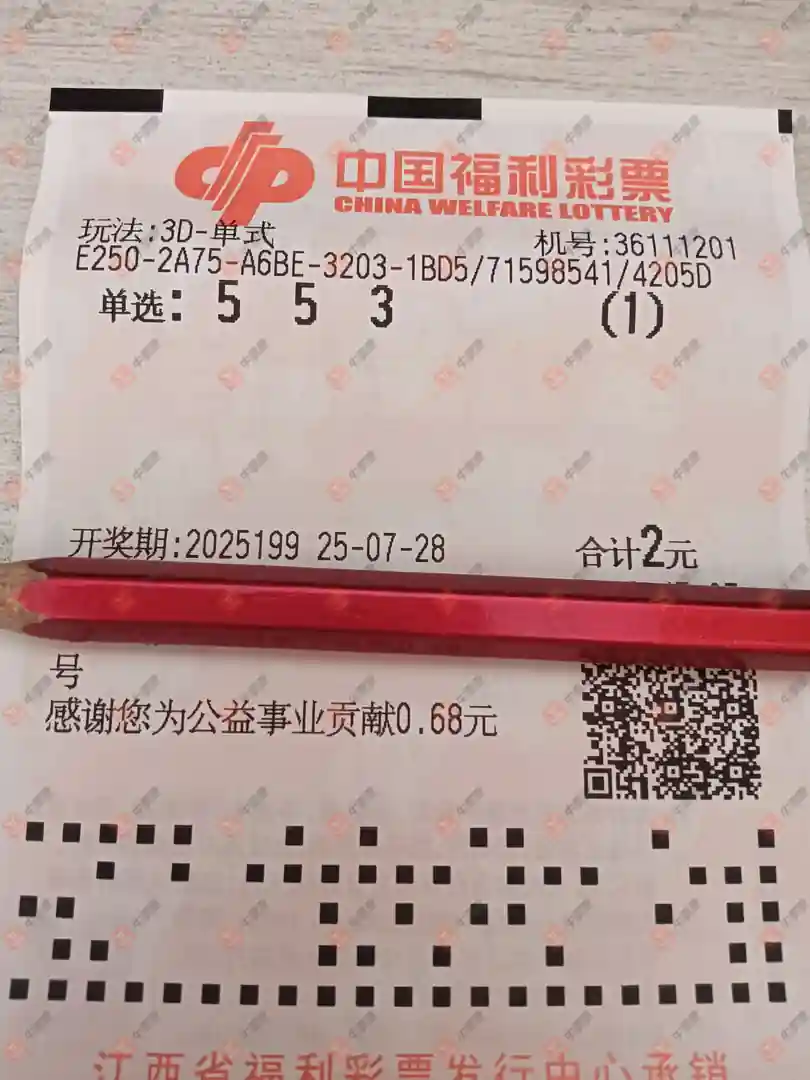 中国福利彩票
CHINA WELFARE LOTTERY
玩法:3D-单式 机号:36111201
E250-2A75-A6BE-3203-1BD5/71598541/4205D
单选: 5 5 3 (1)
开奖期:2025199 25-07-28 合计2元
号
感谢您为公益事业贡献0.68元
江西省福利彩票发行中心承销